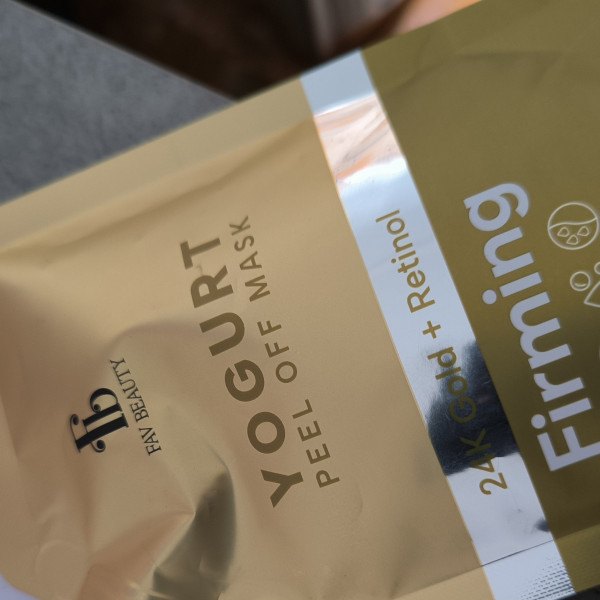 fb
FAV BEAUTY
YOGURT
PEEL OFF MASK
24K Gold + Retinol
Firming